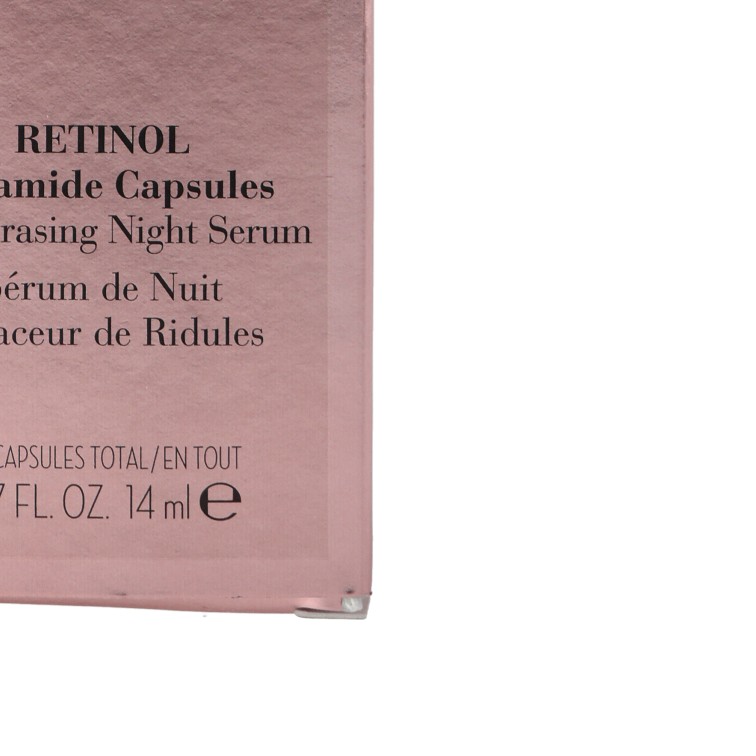 RETINOL
amide Capsules
rasing Night Serum
érum de Nuit
aceur de Ridules
CAPSULES TOTAL/EN TOUT
7 FL. OZ. 14 ml e